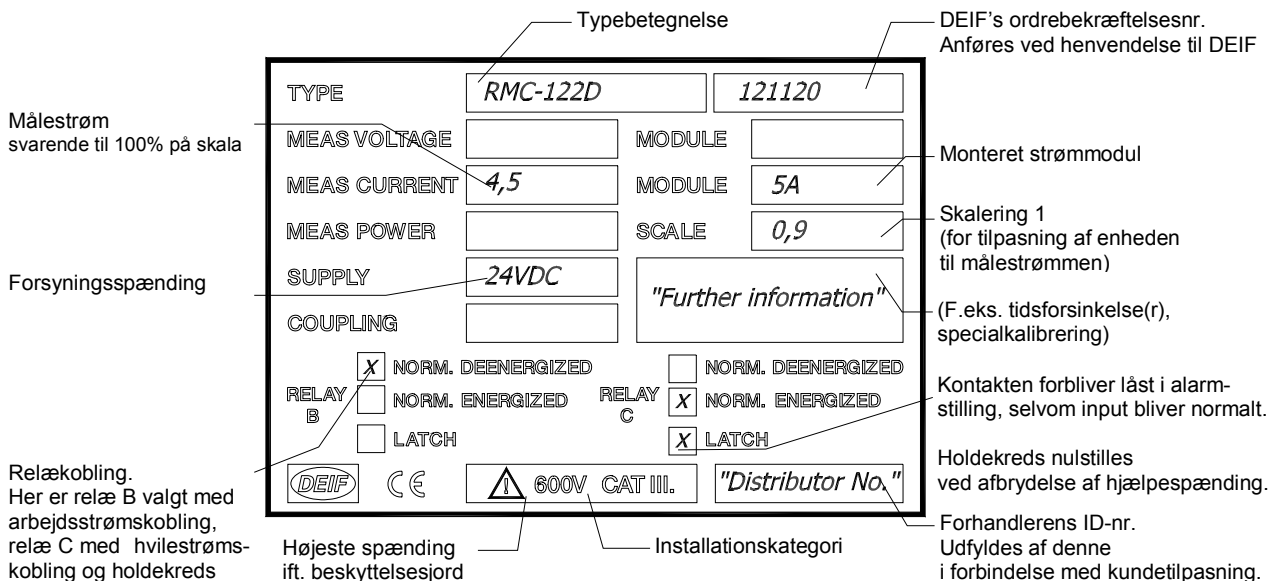 Typebetegnelse
DEIF's ordrebekræftelsesnr.
Anføres ved henvendelse til DEIF
TYPE RMC-122D 121120
Målestrøm
svarende til 100% på skala
MEAS VOLTAGE MODULE
Monteret strømmodul
MEAS CURRENT 4,5 MODULE 5A
Skalering 1
(for tilpasning af enheden
til målestrømmen)
MEAS POWER SCALE 0,9
Forsyningsspænding
SUPPLY 24VDC
"Further information"
(F.eks. tidsforsinkelse(r),
specialkalibrering)
COUPLING
X NORM. DEENERGIZED NORM. DEENERGIZED
RELAY B NORM. ENERGIZED RELAY C X NORM. ENERGIZED
LATCH X LATCH
Kontakten forbliver låst i alarm-
stilling, selvom input bliver normalt.
Holdekreds nulstilles
ved afbrydelse af hjælpespænding.
Relækobling.
Her er relæ B valgt med
arbejdsstrømskobling,
relæ C med hvilestrøms-
kobling og holdekreds
DEIF CE 600V CAT III. "Distributor No."
Højeste spænding
ift. beskyttelsesjord
Installationskategori
Forhandlerens ID-nr.
Udfyldes af denne
i forbindelse med kundetilpasning.